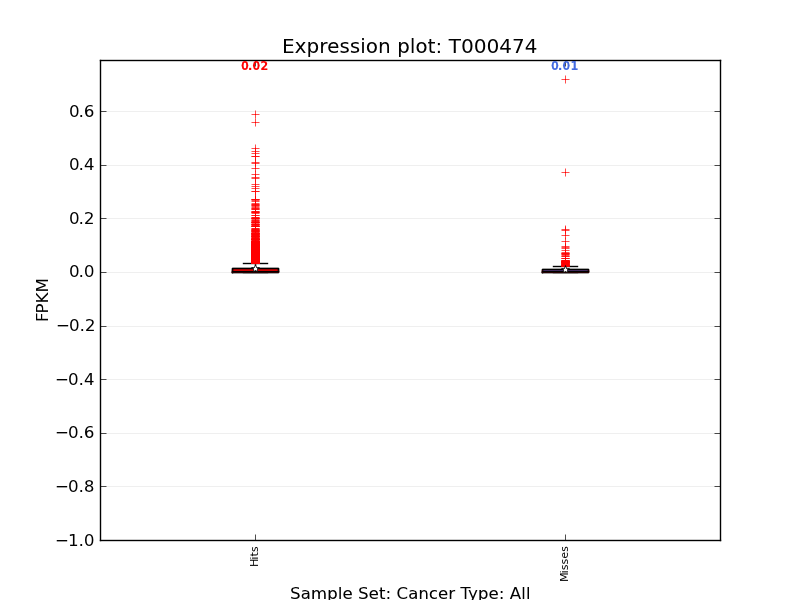 Expression plot: T000474
0.02 0.01
0.6
0.4
0.2
0.0
−0.2
−0.4
−0.6
−0.8
−1.0
FPKM
Hits Misses
Sample Set: Cancer Type: All